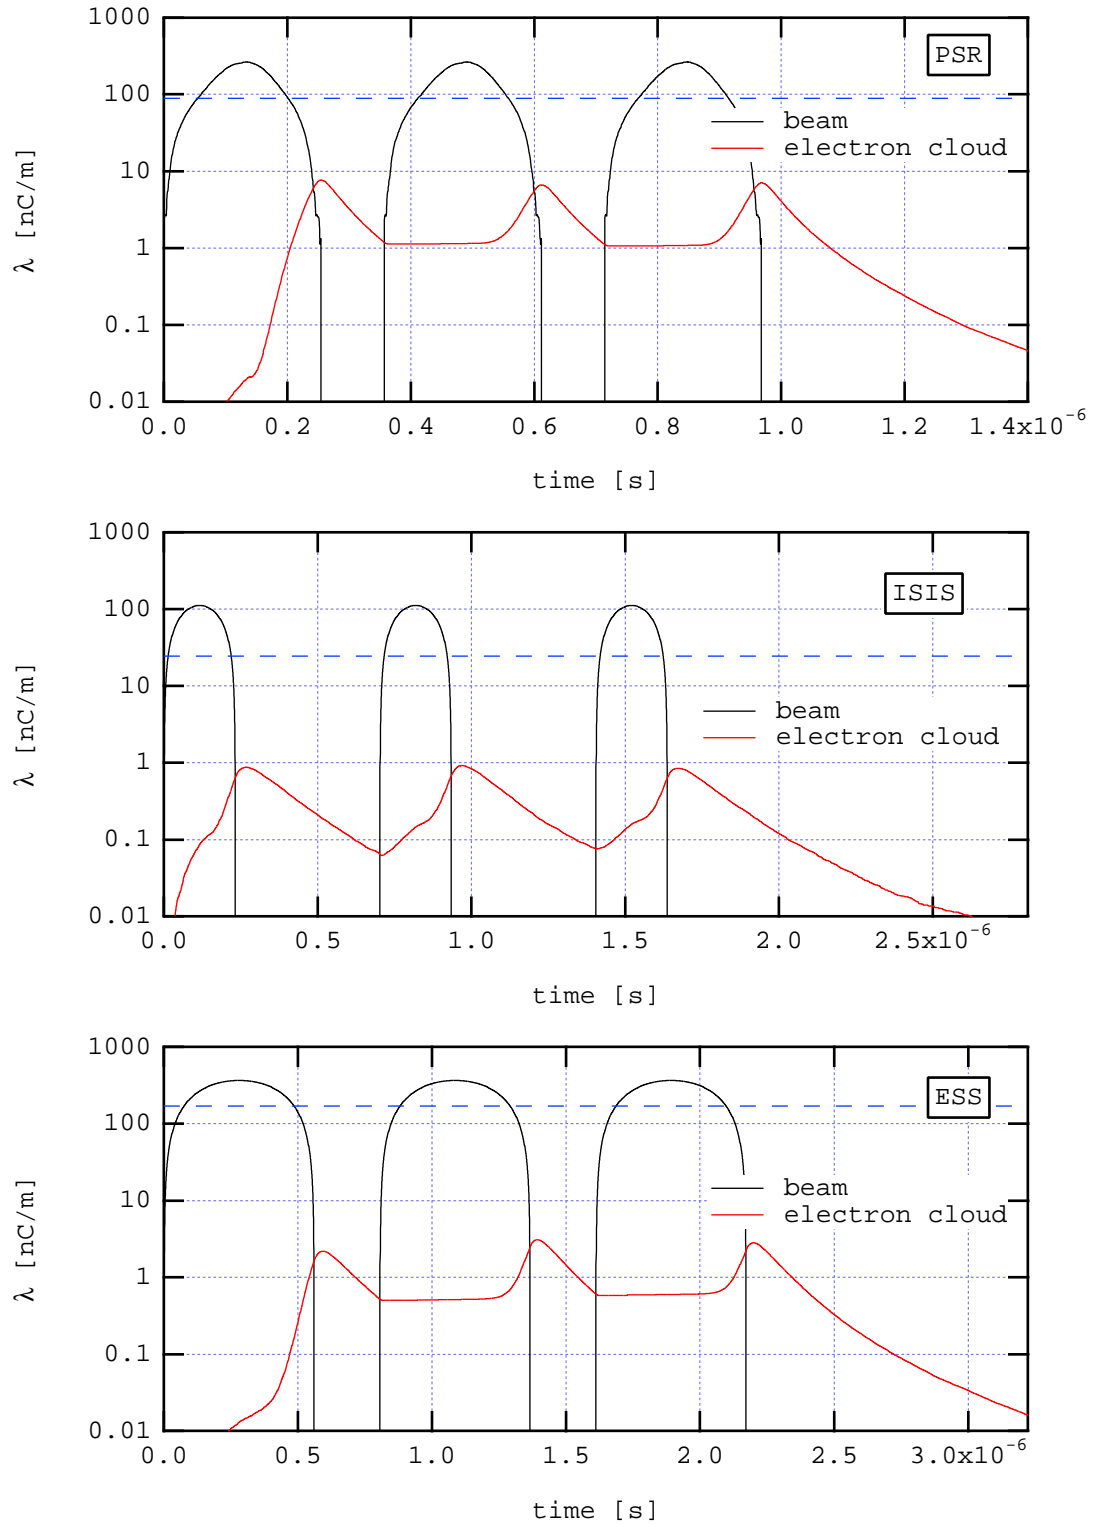 1000
PSR
100
beam
electron cloud
10
λ [nC/m]
1
0.1
0.01
0.0 0.2 0.4 0.6 0.8 1.0 1.2 1.4x10⁻⁶
time [s]
1000
ISIS
100
10
beam
electron cloud
λ [nC/m]
1
0.1
0.01
0.0 0.5 1.0 1.5 2.0 2.5x10⁻⁶
time [s]
1000
ESS
100
beam
10
electron cloud
λ [nC/m]
1
0.1
0.01
0.0 0.5 1.0 1.5 2.0 2.5 3.0x10⁻⁶
time [s]